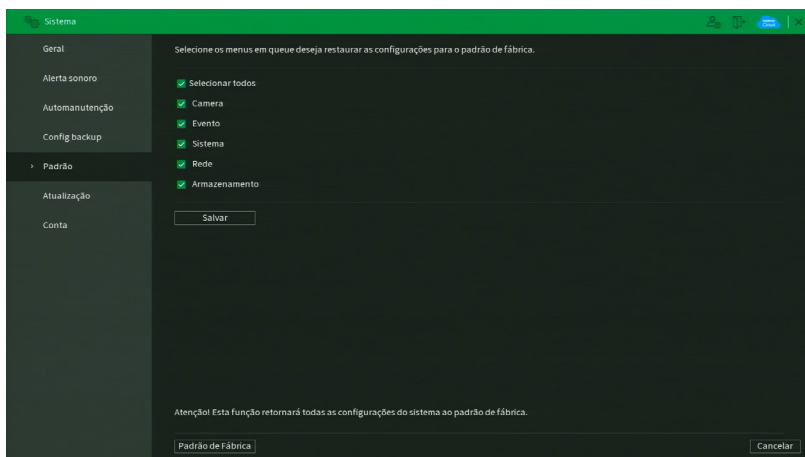 Sistema
Geral
Selecione os menus em queue deseja restaurar as configurações para o padrão de fábrica.
Alerta sonoro
Selecionar todos
Automanutenção
Camera
Evento
Config backup
Sistema
Padrão
Rede
Armazenamento
Atualização
Salvar
Conta
Atenção! Esta função retornará todas as configurações do sistema ao padrão de fábrica.
Padrão de Fábrica
Cancelar